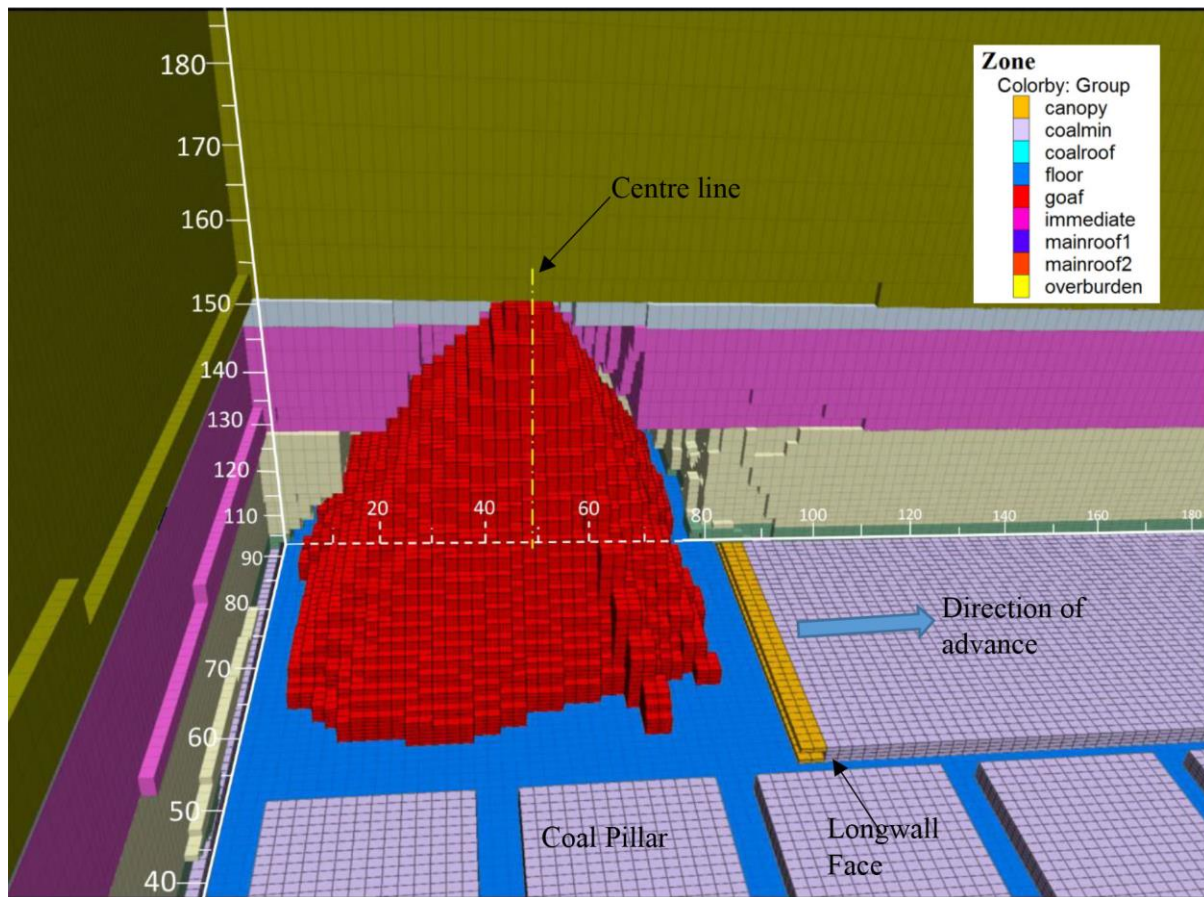 Zone
Colorby: Group
canopy
coalmin
coalroof
floor
goaf
immediate
mainroof1
mainroof2
overburden
Centre line
180
170
160
150
140
130
120
110
90
80
70
60
50
40
20 40 60 80 100 120 140 160 180
Direction of
advance
Coal Pillar
Longwall
Face